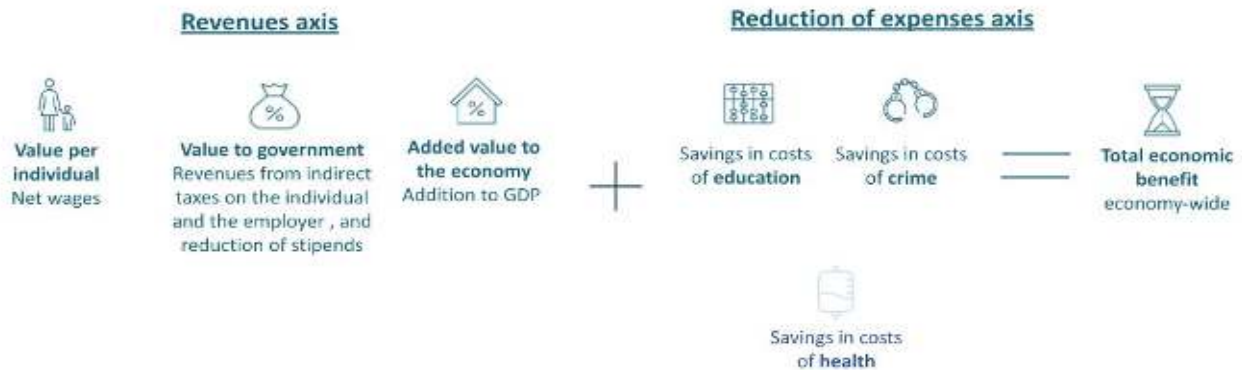 Revenues axis
Reduction of expenses axis
%
%
Value per
individual
Net wages
Value to government
Revenues from indirect
taxes on the individual
and the employer , and
reduction of stipends
Added value to
the economy
Addition to GDP
+
Savings in costs
of education
Savings in costs
of crime
=
Total economic
benefit
economy-wide
Savings in costs
of health